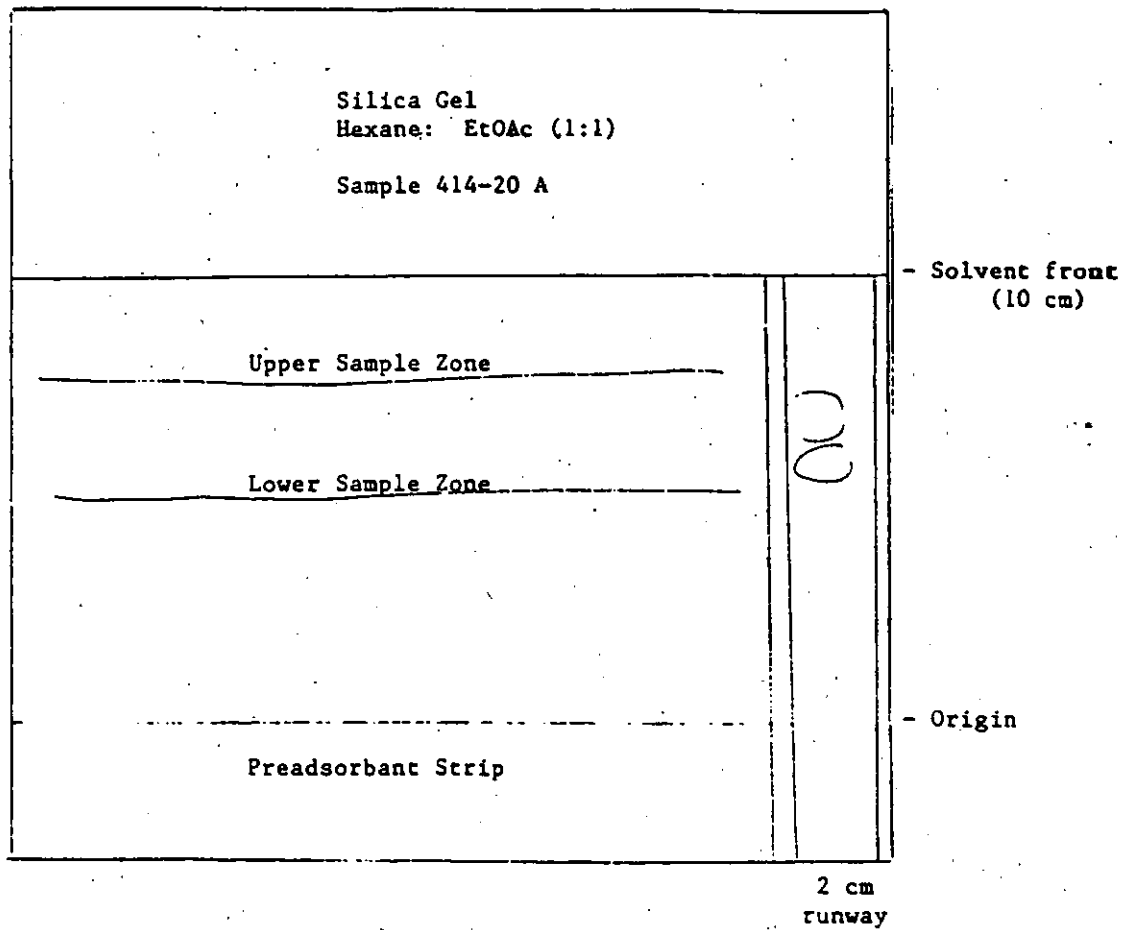 Silica Gel
Hexane: EtOAc (1:1)
Sample 414-20 A
- Solvent front
(10 cm)
Upper Sample Zone
Lower Sample Zone
- Origin
Preadsorbant Strip
2 cm
runway